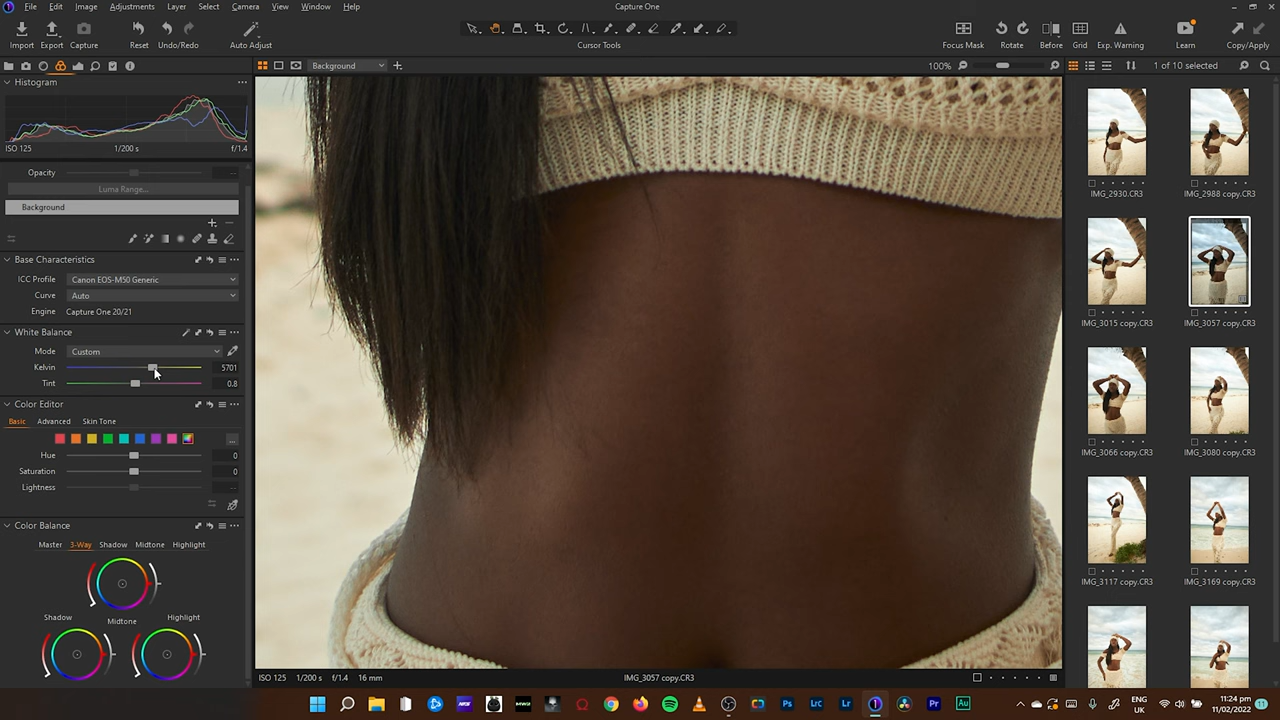 File Edit Image Adjustments Layer Select Camera View Window Help
Capture One
Import Export Capture Reset Undo/Redo Auto Adjust
Cursor Tools
Focus Mask Rotate Before Grid Exp. Warning Learn Copy/Apply
Background
100%
1 of 10 selected
Histogram
ISO 125 1/200 s f/1.4
Opacity
Luma Range...
Background
Base Characteristics
ICC Profile Canon EOS-M50 Generic
Curve Auto
Engine Capture One 20/21
White Balance
Mode Custom
Kelvin 5701
Tint 0.8
Color Editor
Basic Advanced Skin Tone
Hue 0
Saturation 0
Lightness
Color Balance
Master 3-Way Shadow Midtone Highlight
Shadow Midtone Highlight
ISO 125 1/200 s f/1.4 16 mm
IMG_3057 copy.CR3
IMG_2930.CR3 IMG_2988 copy.CR3
IMG_3015 copy.CR3 IMG_3057 copy.CR3
IMG_3066 copy.CR3 IMG_3080 copy.CR3
IMG_3117 copy.CR3 IMG_3169 copy.CR3
Ps LrC Lr Pr Au
ENG
UK
11:24 am
11/02/2022